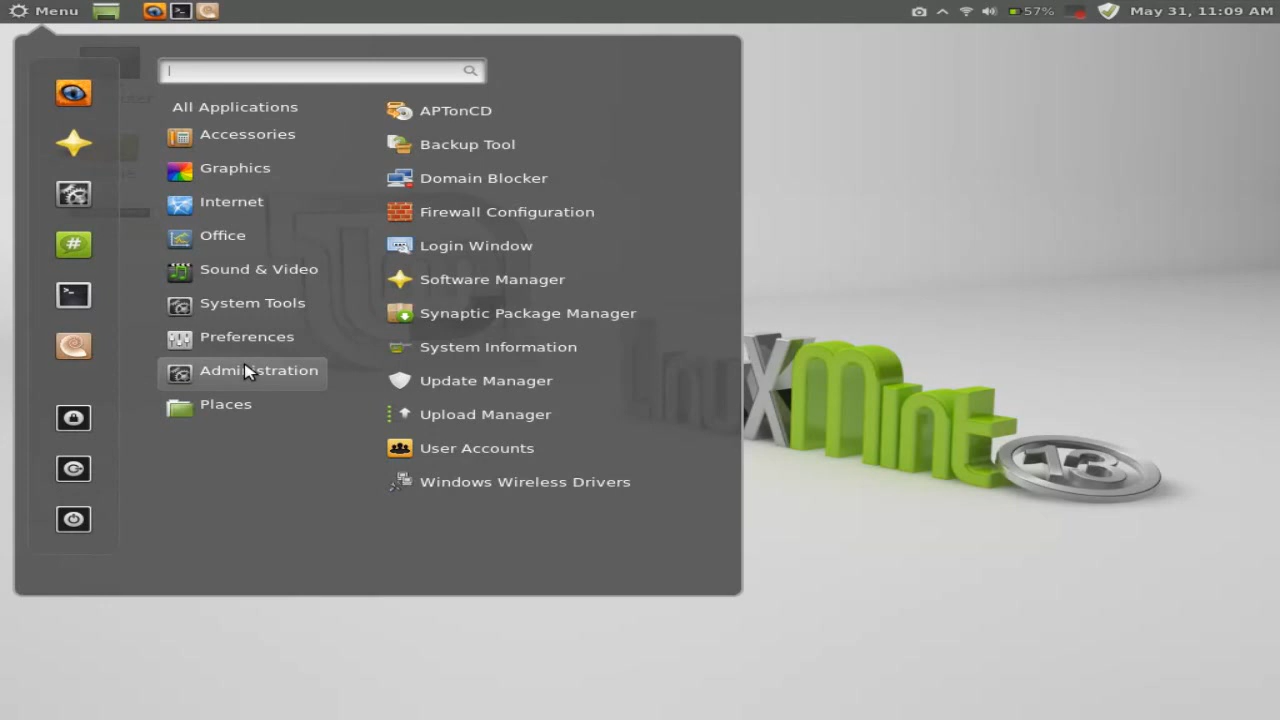 Menu
57%
May 31, 11:09 AM
All Applications
Accessories
Graphics
Internet
Office
Sound & Video
System Tools
Preferences
Administration
Places
APTonCD
Backup Tool
Domain Blocker
Firewall Configuration
Login Window
Software Manager
Synaptic Package Manager
System Information
Update Manager
Upload Manager
User Accounts
Windows Wireless Drivers
LinuxMint 13